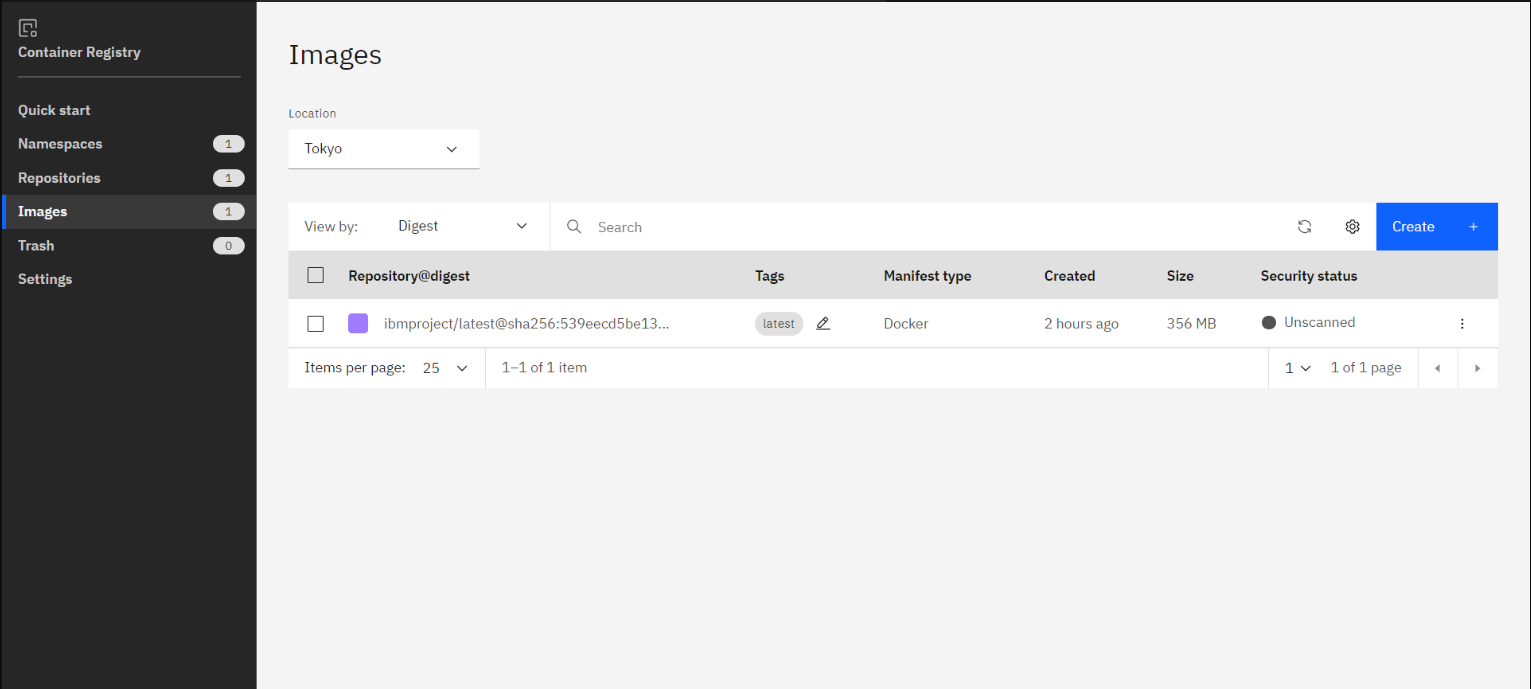 Container Registry
Quick start
Namespaces 1
Repositories 1
Images 1
Trash 0
Settings
Images
Location
Tokyo
View by: Digest Search Create +
Repository@digest Tags Manifest type Created Size Security status
ibmproject/latest@sha256:539eecd5be13... latest Docker 2 hours ago 356 MB Unscanned
Items per page: 25 1–1 of 1 item 1 1 of 1 page